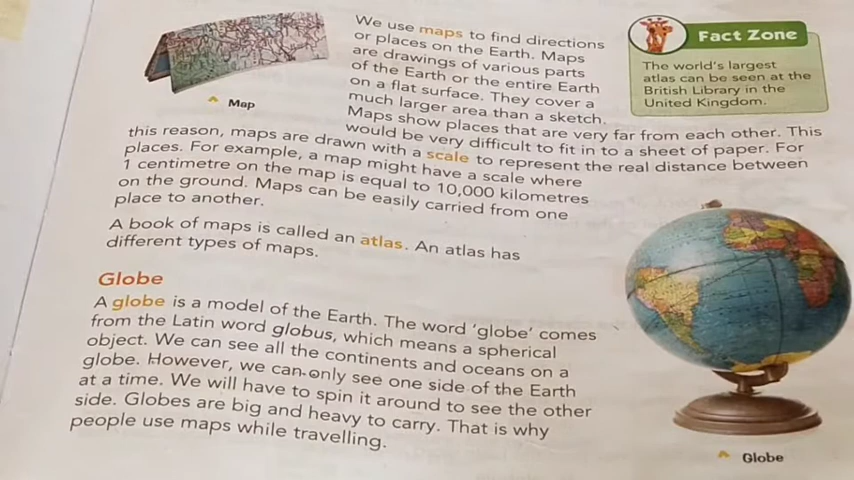 We use maps to find directions
or places on the Earth. Maps
are drawings of various parts
of the Earth or the entire Earth
on a flat surface. They cover a
much larger area than a sketch.
Maps show places that are very far from each other. This
would be very difficult to fit in to a sheet of paper. For
this reason, maps are drawn with a scale to represent the real distance between
places. For example, a map might have a scale where
1 centimetre on the map is equal to 10,000 kilometres
on the ground. Maps can be easily carried from one
place to another.
Map
Fact Zone
The world's largest
atlas can be seen at the
British Library in the
United Kingdom.
A book of maps is called an atlas. An atlas has
different types of maps.
Globe
A globe is a model of the Earth. The word 'globe' comes
from the Latin word globus, which means a spherical
object. We can see all the continents and oceans on a
globe. However, we can only see one side of the Earth
at a time. We will have to spin it around to see the other
side. Globes are big and heavy to carry. That is why
people use maps while travelling.
Globe